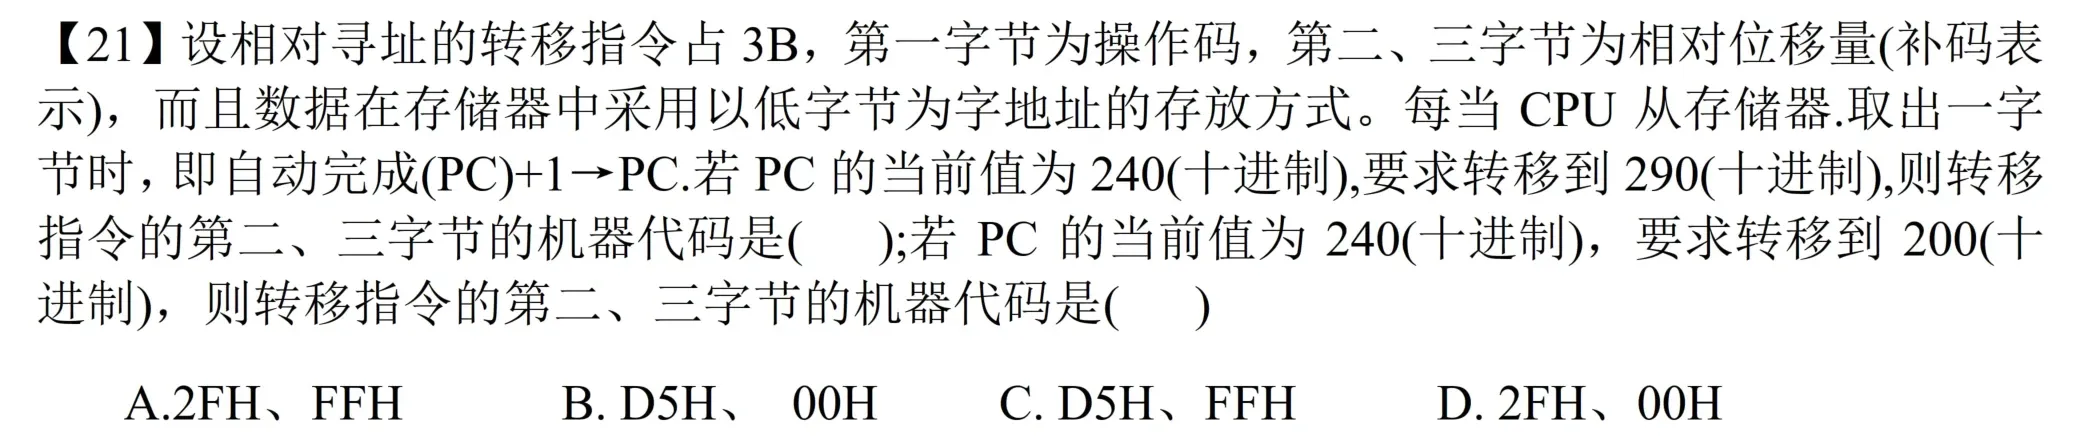 【21】设相对寻址的转移指令占 3B，第一字节为操作码，第二、三字节为相对位移量(补码表
示)，而且数据在存储器中采用以低字节为字地址的存放方式。每当 CPU 从存储器.取出一字
节时，即自动完成(PC)+1→PC.若 PC 的当前值为 240(十进制),要求转移到 290(十进制),则转移
指令的第二、三字节的机器代码是(    );若 PC 的当前值为 240(十进制)，要求转移到 200(十
进制)，则转移指令的第二、三字节的机器代码是(    )
A.2FH、FFH    B. D5H、 00H    C. D5H、FFH    D. 2FH、00H